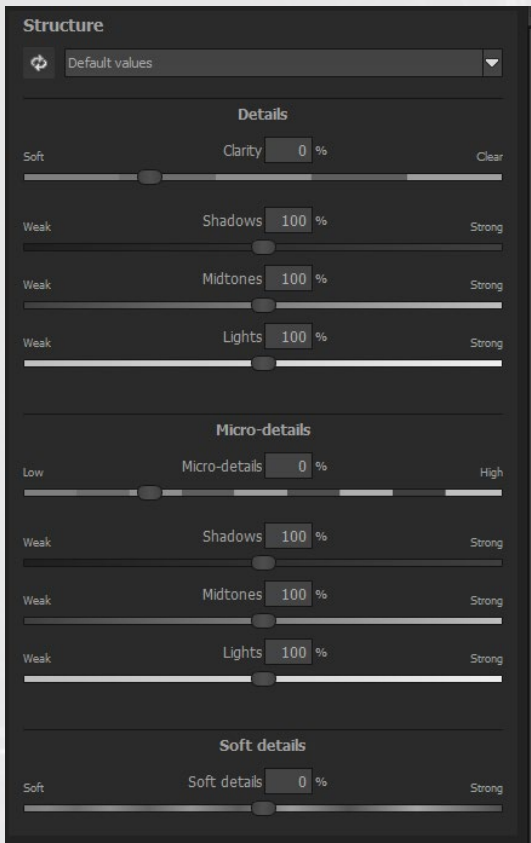 Structure
Default values
Details
Clarity 0 %
Soft Clear
Shadows 100 %
Weak Strong
Midtones 100 %
Weak Strong
Lights 100 %
Weak Strong
Micro-details
Micro-details 0 %
Low High
Shadows 100 %
Weak Strong
Midtones 100 %
Weak Strong
Lights 100 %
Weak Strong
Soft details
Soft details 0 %
Soft Strong